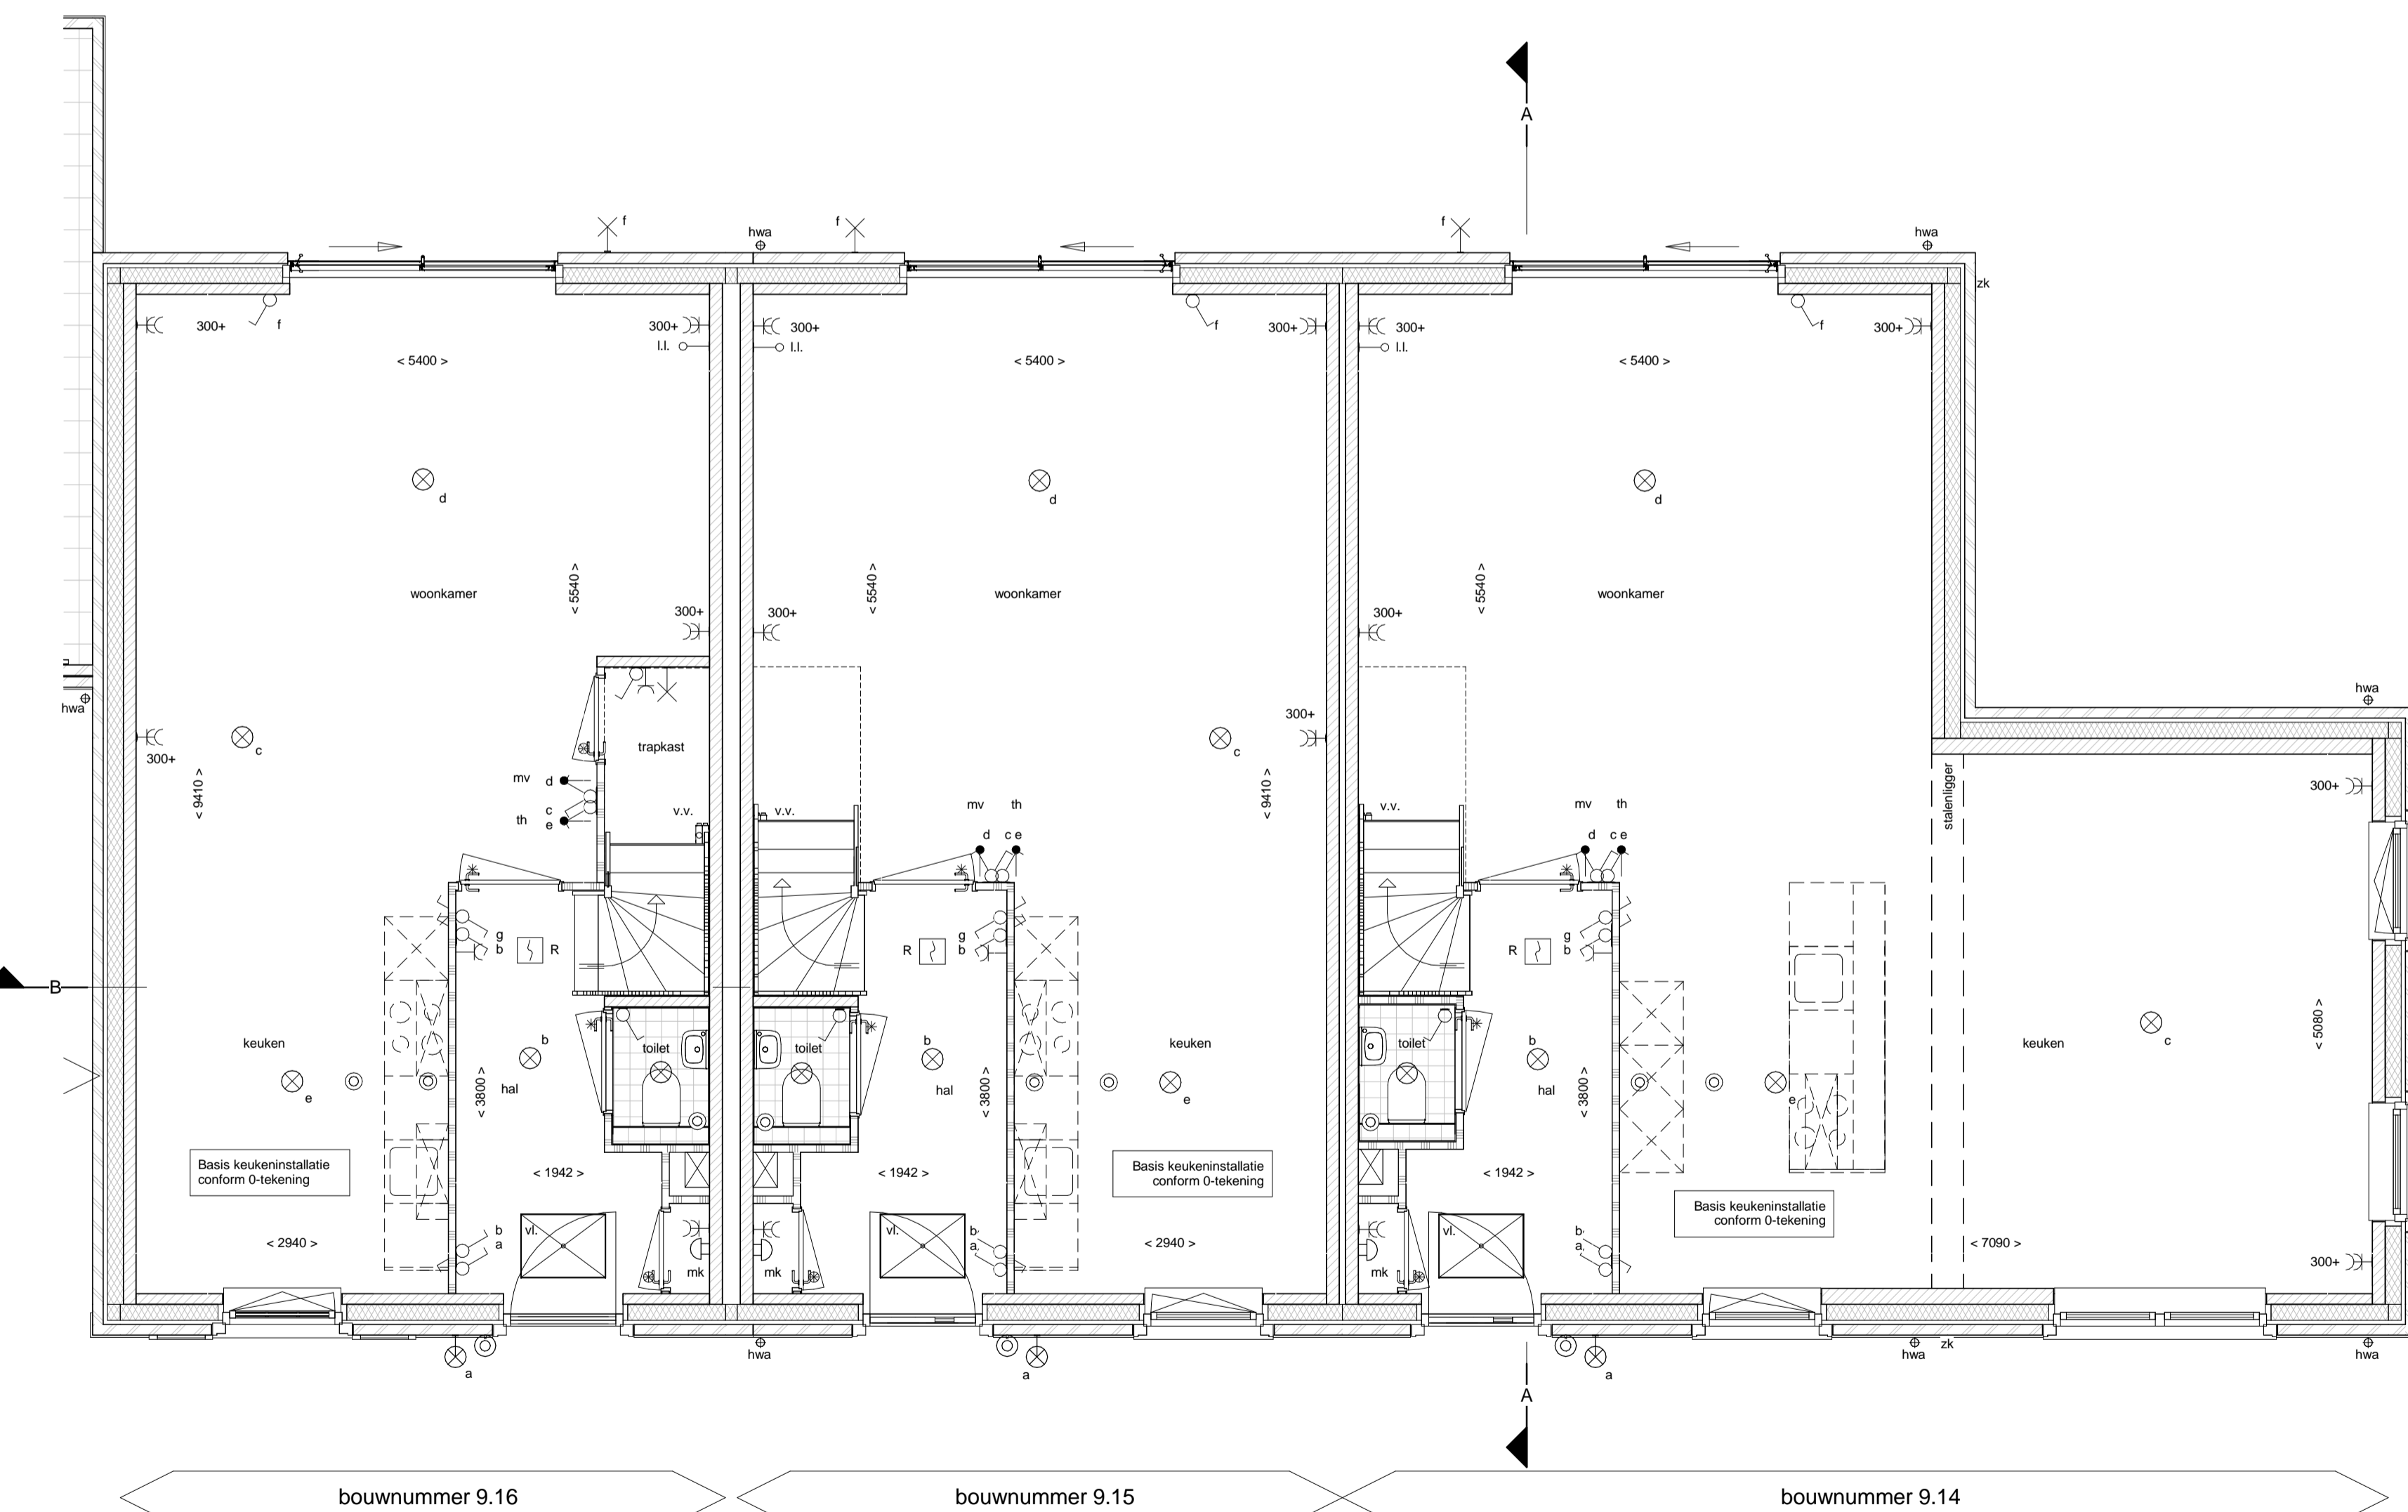 A
f
f
f
hwa
hwa
zk
300+
f
300+
300+
f
300+
300+
f
300+
l.l.
l.l.
l.l.
< 5400 >
< 5400 >
< 5400 >
d
d
d
< 5540 >
< 5540 >
< 5540 >
woonkamer
woonkamer
woonkamer
300+
300+
300+
hwa
hwa
300+
c
300+
c
trapkast
< 9410 >
< 9410 >
stalenligger
300+
mv
d
c
th
e
v.v.
v.v.
v.v.
mv
th
d
c e
mv
th
d
c e
g
b
R
R
g
b
R
g
b
B
keuken
toilet
toilet
keuken
toilet
keuken
b
b
b
c
< 5080 >
e
hal
< 3800 >
hal
< 3800 >
e
hal
< 3800 >
e
Basis keukeninstallatie
conform 0-tekening
Basis keukeninstallatie
conform 0-tekening
Basis keukeninstallatie
conform 0-tekening
< 1942 >
< 1942 >
< 1942 >
< 2940 >
b
a
vl.
mk
mk
vl.
b
a
< 2940 >
mk
vl.
b
a
< 7090 >
300+
a
hwa
a
a
hwa
zk
hwa
A
bouwnummer 9.16
bouwnummer 9.15
bouwnummer 9.14